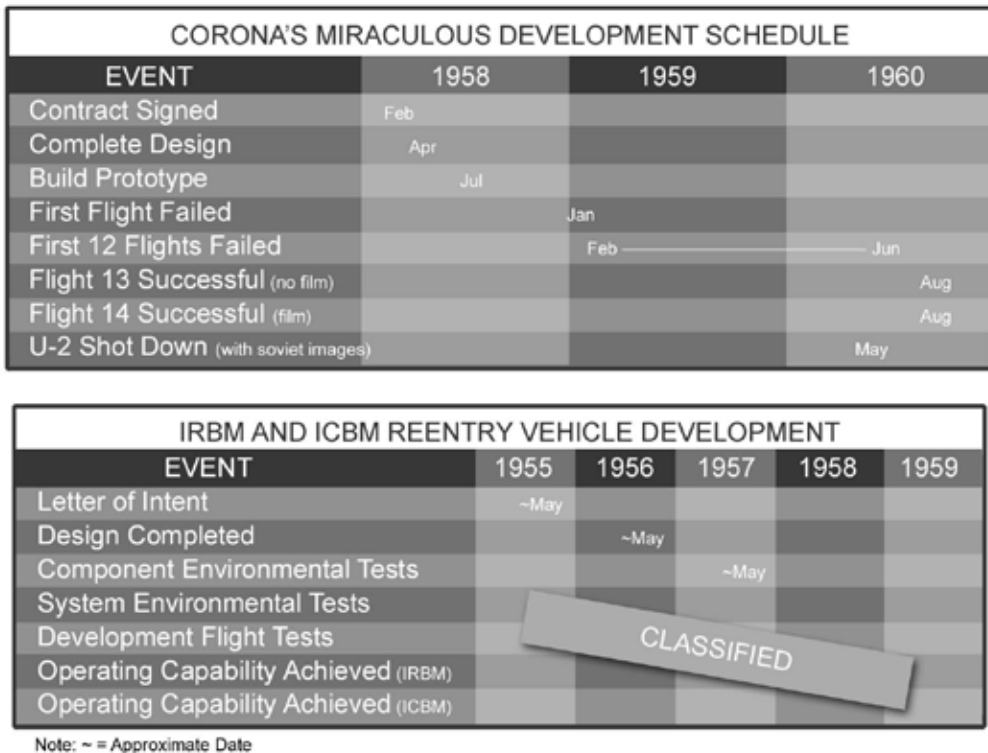 CORONA'S MIRACULOUS DEVELOPMENT SCHEDULE
EVENT 1958 1959 1960
Contract Signed Feb
Complete Design Apr
Build Prototype Jul
First Flight Failed Jan
First 12 Flights Failed Feb Jun
Flight 13 Successful (no film) Aug
Flight 14 Successful (film) Aug
U-2 Shot Down (with soviet images) May
IRBM AND ICBM REENTRY VEHICLE DEVELOPMENT
EVENT 1955 1956 1957 1958 1959
Letter of Intent ~May
Design Completed ~May
Component Environmental Tests ~May
System Environmental Tests
Development Flight Tests
CLASSIFIED
Operating Capability Achieved (IRBM)
Operating Capability Achieved (ICBM)
Note: ~ = Approximate Date